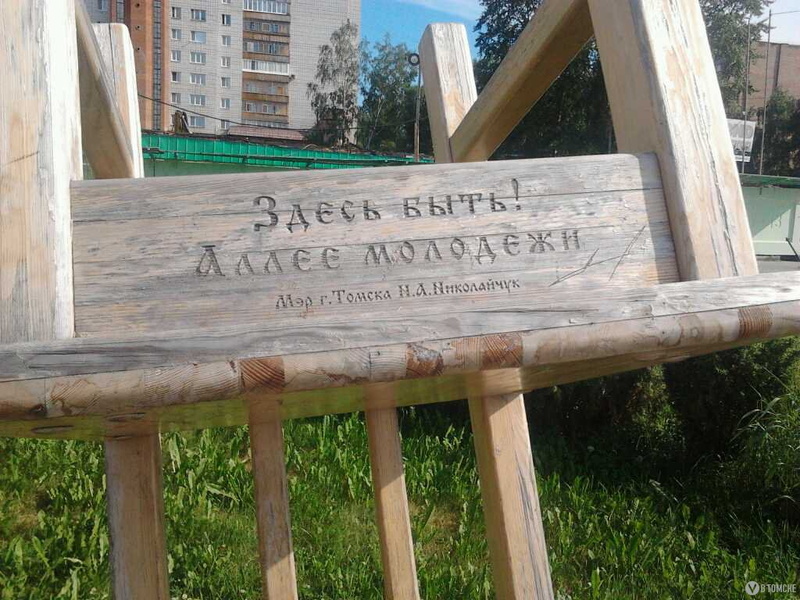 Здесь быть!
Аллее молодежи
Мэр г. Томска Н.А.Николайчук
В ТОМСКЕ